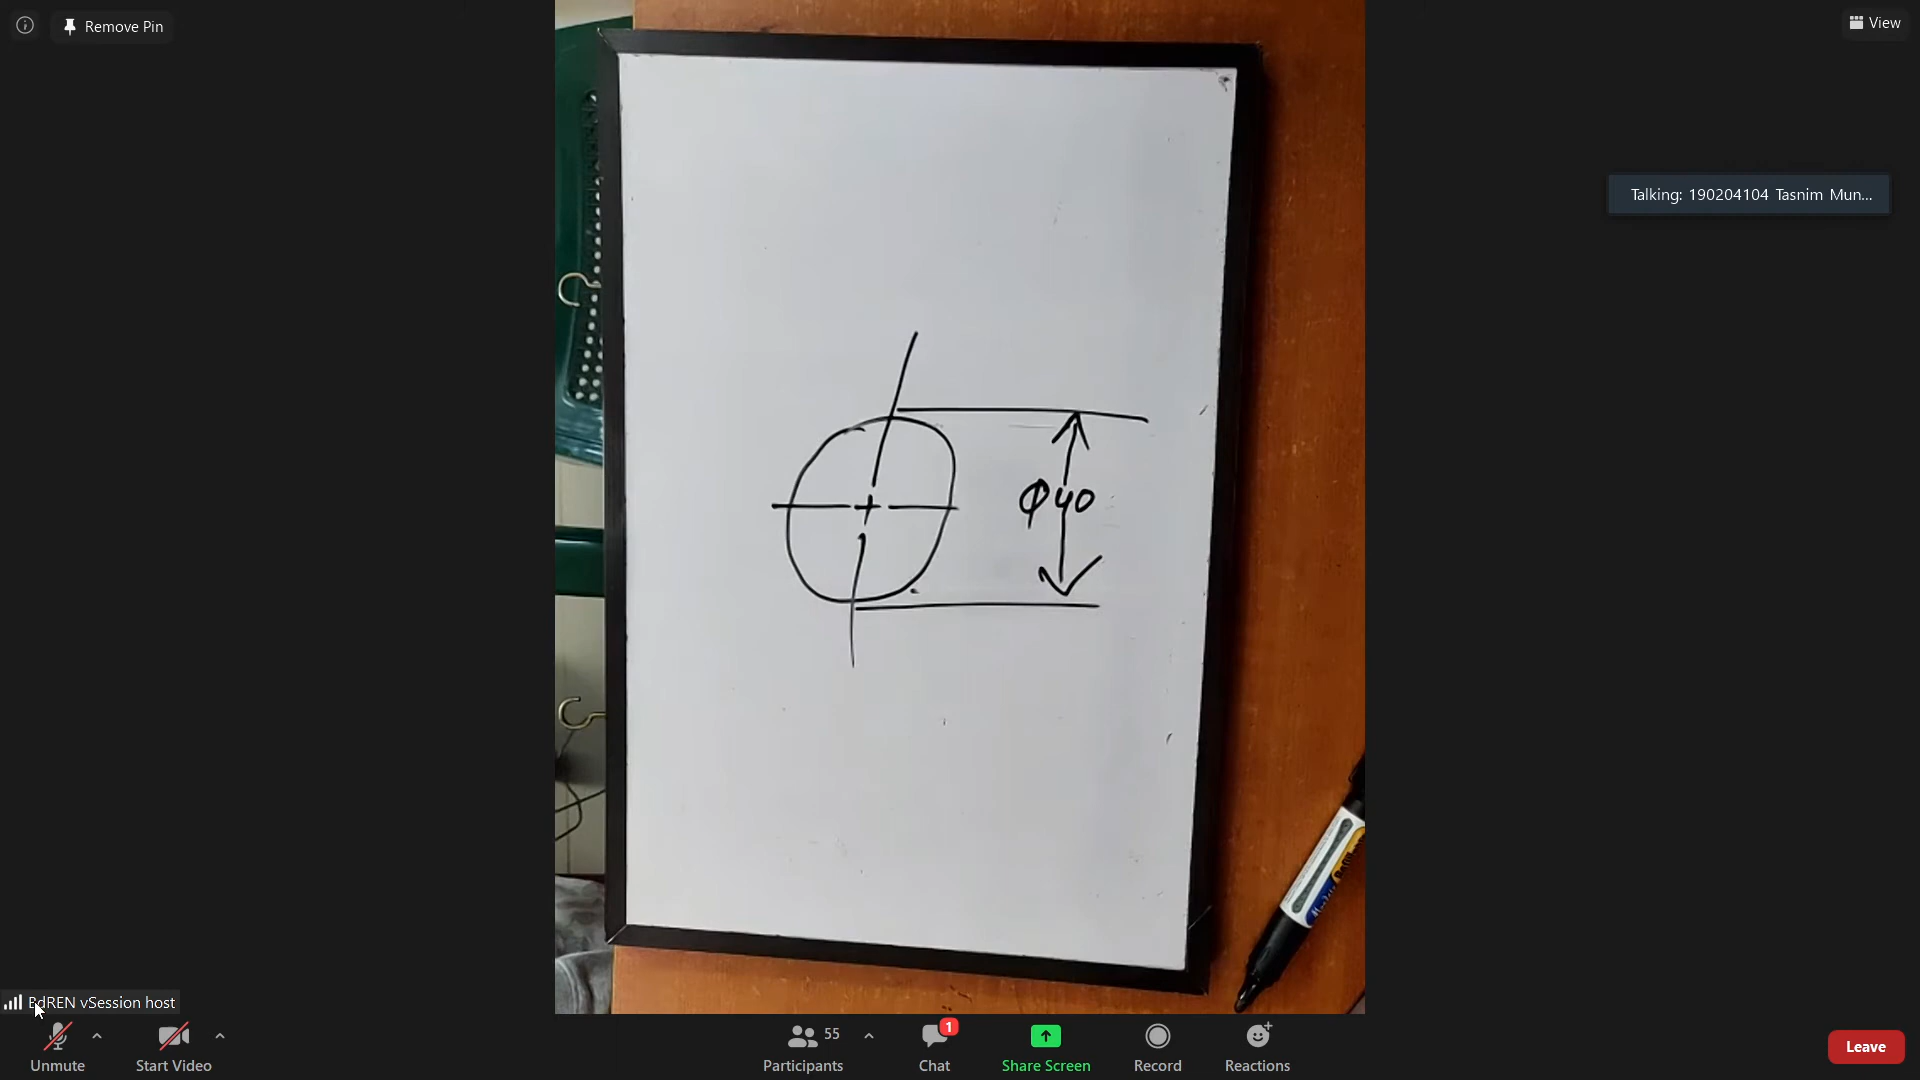 Remove Pin
View
Talking: 190204104 Tasnim Mun...
Φ40
BdREN vSession host
Unmute
Start Video
55
Participants
1
Chat
Share Screen
Record
Reactions
Leave